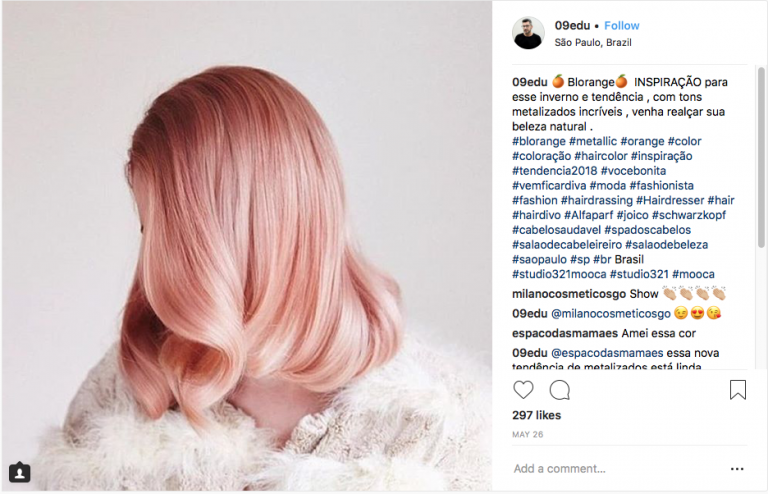 09edu • Follow
São Paulo, Brazil
09edu 🍊 Blorange🍊 INSPIRAÇÃO para
esse inverno e tendência , com tons
metalizados incríveis , venha realçar sua
beleza natural .
#blorange #metallic #orange #color
#coloração #haircolor #inspiração
#tendencia2018 #vocebonita
#vemficardiva #moda #fashionista
#fashion #hairdrassing #Hairdresser #hair
#hairdivo #Alfaparf #joico #schwarzkopf
#cabelosaudavel #spadoscabelos
#salaodecabeleireiro #salaodebeleza
#saopaulo #sp #br Brasil
#studio321mooca #studio321 #mooca
milanocosmeticosgo Show 👏🏼👏🏼👏🏼👏🏼
09edu @milanocosmeticosgo 😉😍😘
espacodasmamaes Amei essa cor
09edu @espacodasmamaes essa nova
tendência de metalizados está linda
297 likes
MAY 26
Add a comment...